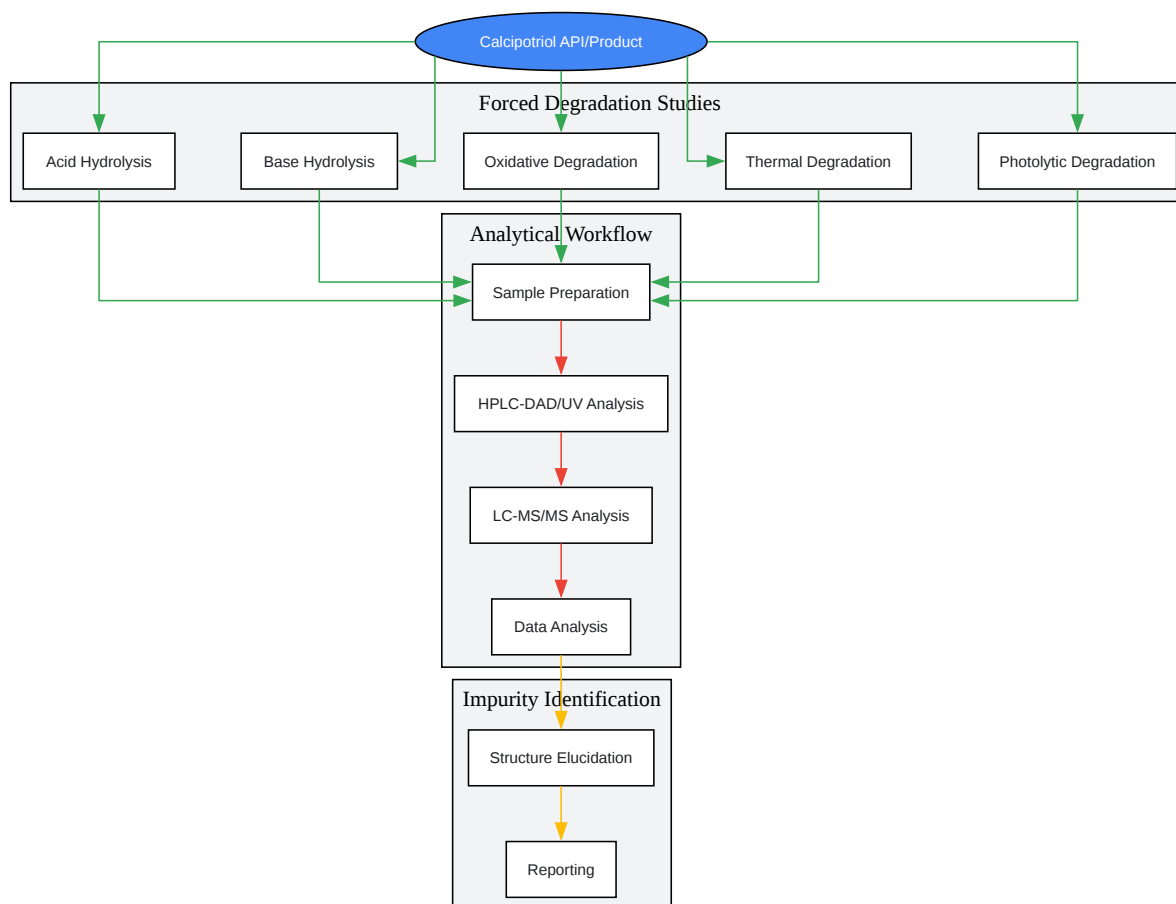 Calcipotriol API/Product
Forced Degradation Studies
Acid Hydrolysis
Base Hydrolysis
Oxidative Degradation
Thermal Degradation
Photolytic Degradation
Analytical Workflow
Sample Preparation
HPLC-DAD/UV Analysis
LC-MS/MS Analysis
Data Analysis
Impurity Identification
Structure Elucidation
Reporting